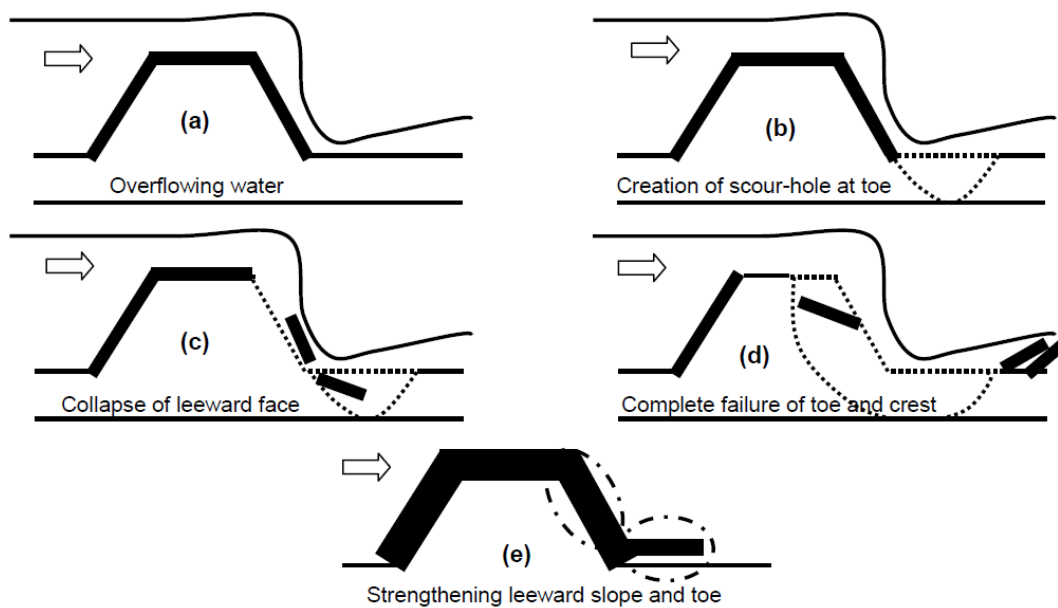 (a)
Overflowing water
(b)
Creation of scour-hole at toe
(c)
Collapse of leeward face
(d)
Complete failure of toe and crest
(e)
Strengthening leeward slope and toe